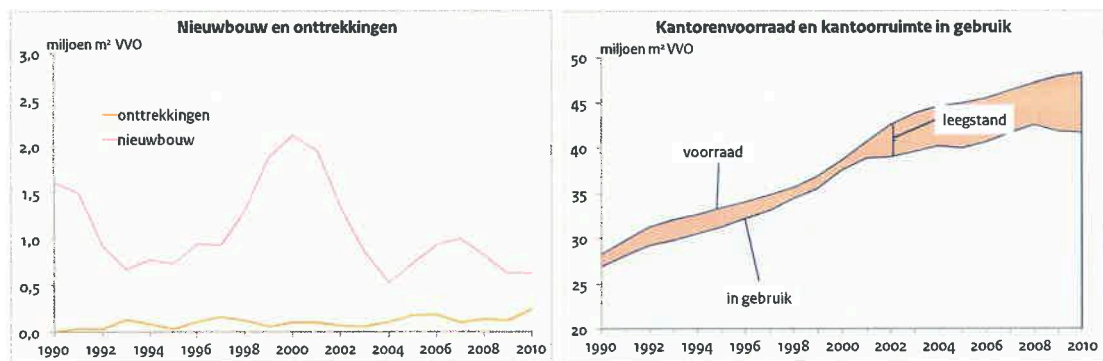 Nieuwbouw en onttrekkingen
miljoen m² VVO
3,0
2,5
2,0
1,5
1,0
0,5
0,0
onttrekkingen
nieuwbouw
1990 1992 1994 1996 1998 2000 2002 2004 2006 2008 2010
Kantorenvoorraad en kantoorruimte in gebruik
miljoen m² VVO
50
45
40
35
30
25
20
leegstand
voorraad
in gebruik
1990 1992 1994 1996 1998 2000 2002 2004 2006 2008 2010